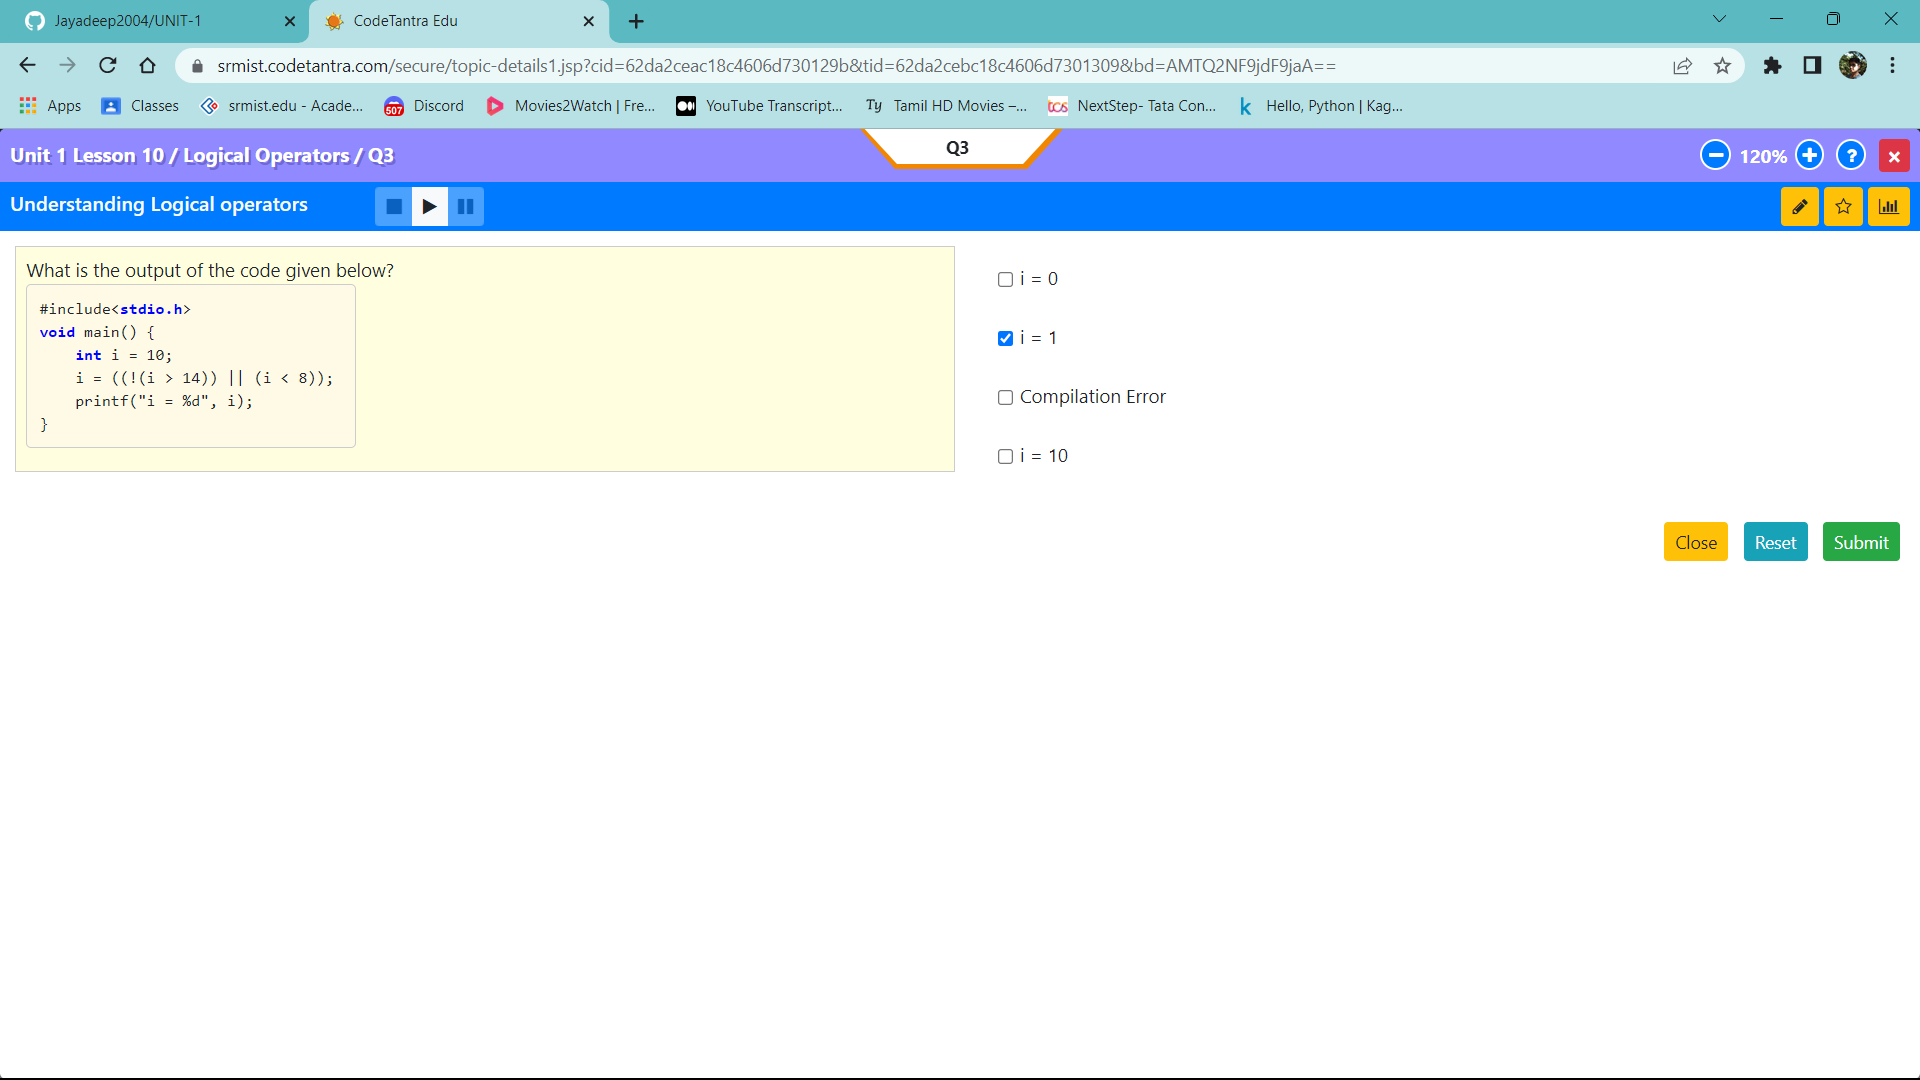 Jayadeep2004/UNIT-1
CodeTantra Edu
srmist.codetantra.com/secure/topic-details1.jsp?cid=62da2ceac18c4606d730129b&tid=62da2cebc18c4606d7301309&bd=AMTQ2NF9jdF9jaA==
Apps
Classes
srmist.edu - Acade...
507
Discord
Movies2Watch | Fre...
YouTube Transcript...
Ty
Tamil HD Movies –...
tcs
NextStep- Tata Con...
k
Hello, Python | Kag...
Unit 1 Lesson 10 / Logical Operators / Q3
Q3
120%
?
Understanding Logical operators
What is the output of the code given below?
#include<stdio.h>
void main() {
    int i = 10;
    i = ((!(i > 14)) || (i < 8));
    printf("i = %d", i);
}
i = 0
i = 1
Compilation Error
i = 10
Close
Reset
Submit